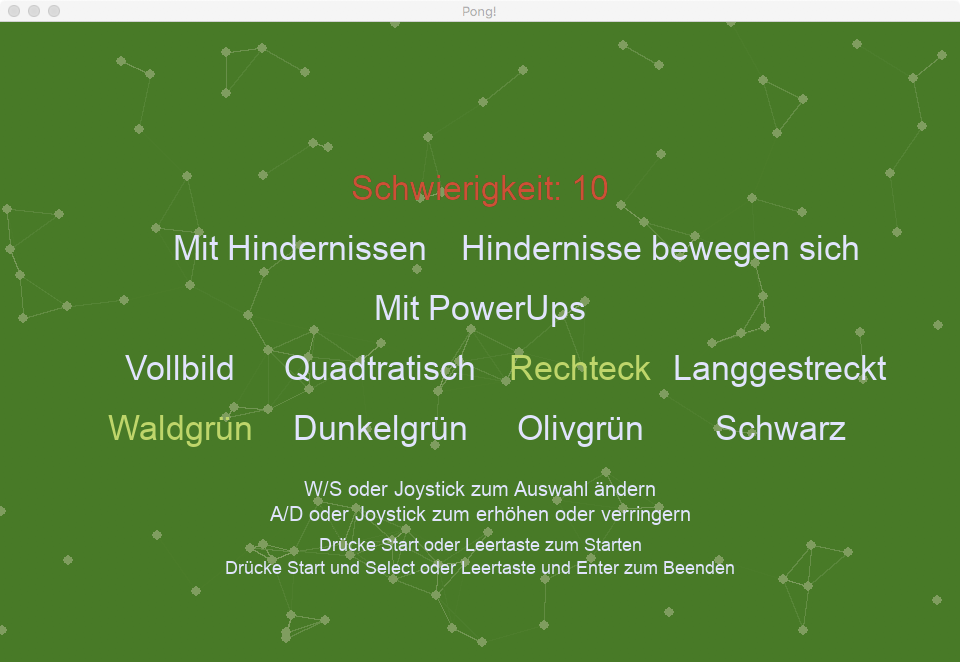 Pong!
Schwierigkeit: 10
Mit Hindernissen Hindernisse bewegen sich
Mit PowerUps
Vollbild Quadtratisch Rechteck Langgestreckt
Waldgrün Dunkelgrün Olivgrün Schwarz
W/S oder Joystick zum Auswahl ändern
A/D oder Joystick zum erhöhen oder verringern
Drücke Start oder Leertaste zum Starten
Drücke Start und Select oder Leertaste und Enter zum Beenden